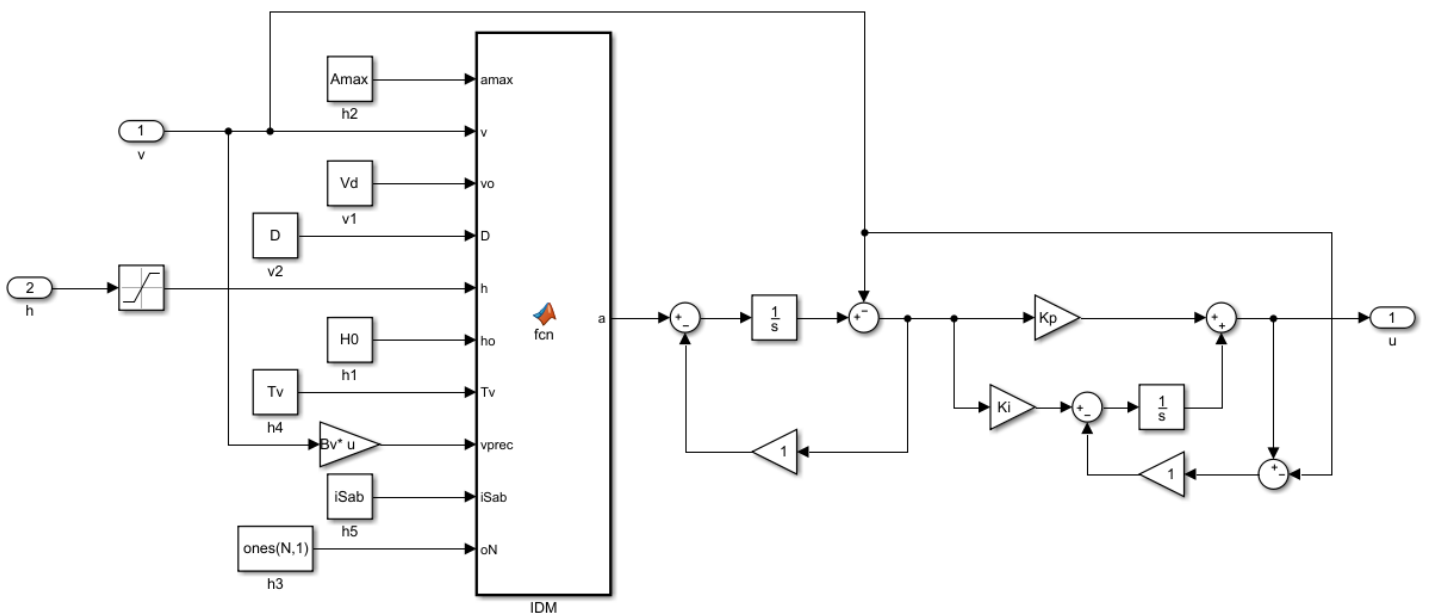 Amax
amax
h2
1
v
v
Vd
vo
v1
D
D
v2
2
h
h
fcn
a
1
s
Kp
1
u
H0
ho
h1
Tv
Tv
h4
Ki
1
s
Bv* u
vprec
1
1
iSab
iSab
h5
ones(N,1)
oN
h3
IDM